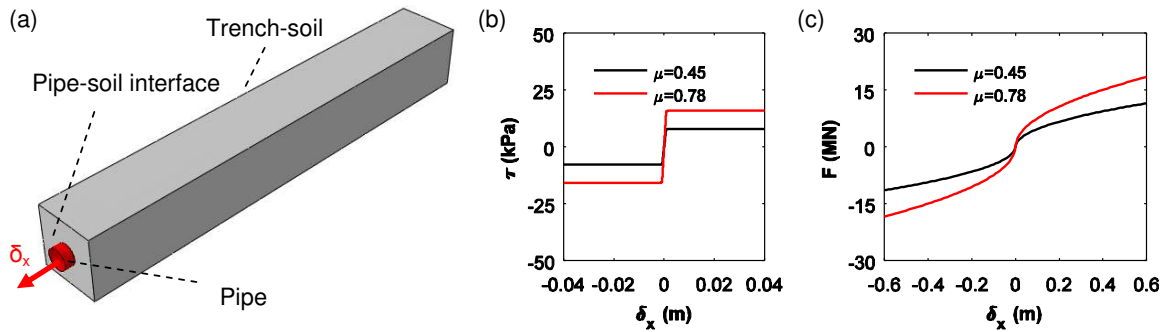 (a)
Trench-soil
Pipe-soil interface
δx
Pipe
(b)
50
25
0
-25
-50
τ (kPa)
μ=0.45
μ=0.78
-0.04 -0.02 0 0.02 0.04
δx (m)
(c)
30
15
0
-15
-30
F (MN)
μ=0.45
μ=0.78
-0.6 -0.4 -0.2 0 0.2 0.4 0.6
δx (m)